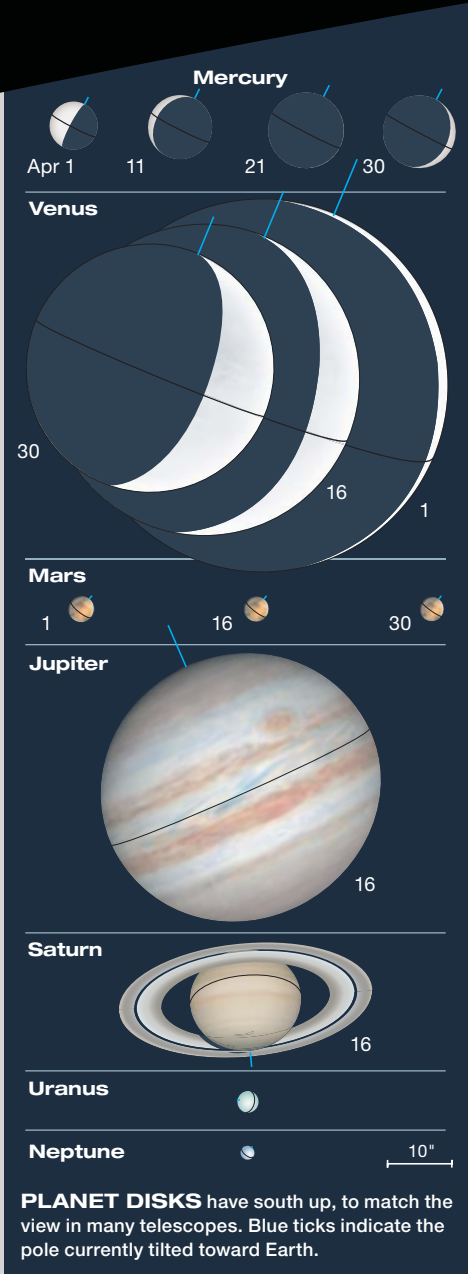 Mercury
Apr 1 11 21 30
Venus
30
16
1
Mars
1 16 30
Jupiter
16
Saturn
16
Uranus
Neptune
10"
PLANET DISKS have south up, to match the
view in many telescopes. Blue ticks indicate the
pole currently tilted toward Earth.